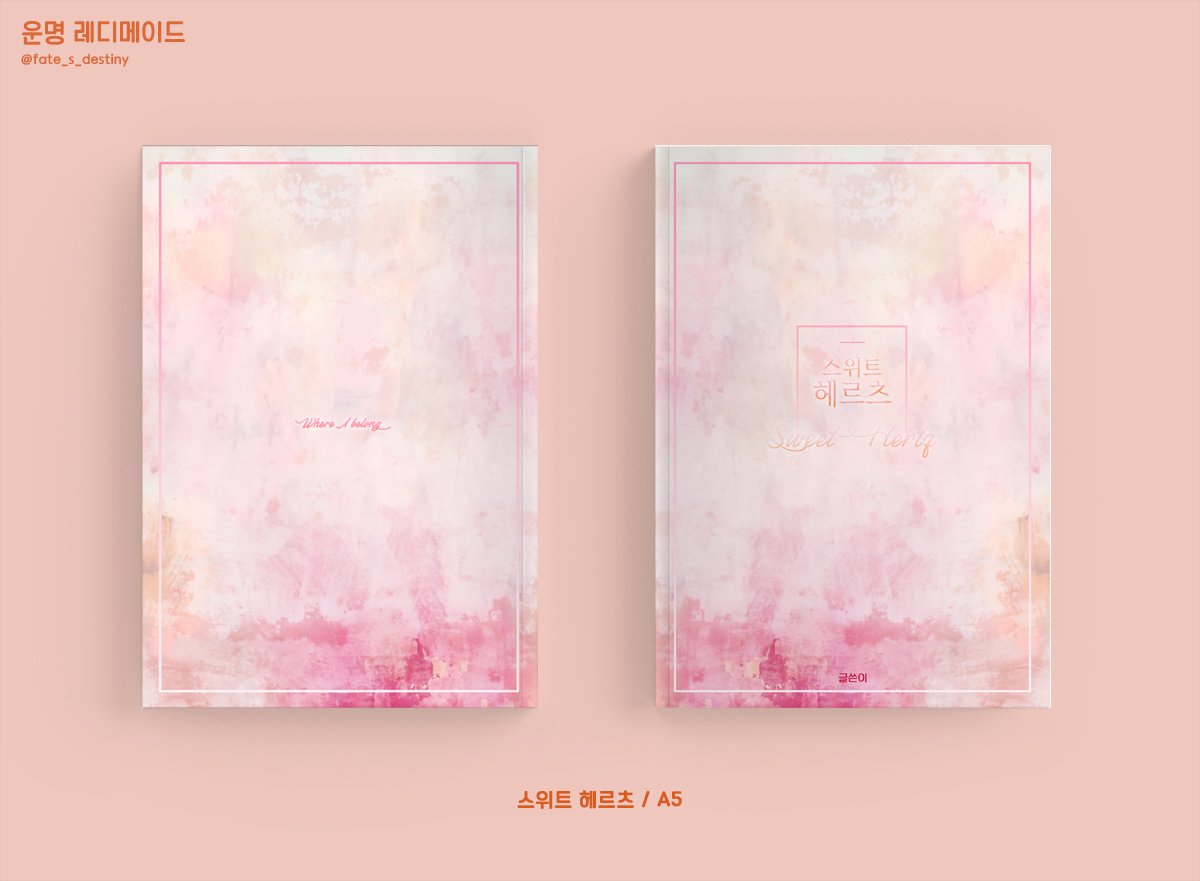 운명 레디메이드
@fate_s_destiny
Where I belong
스위트
헤르츠
Sweet Hertz
글쓴이
스위트 헤르츠 / A5